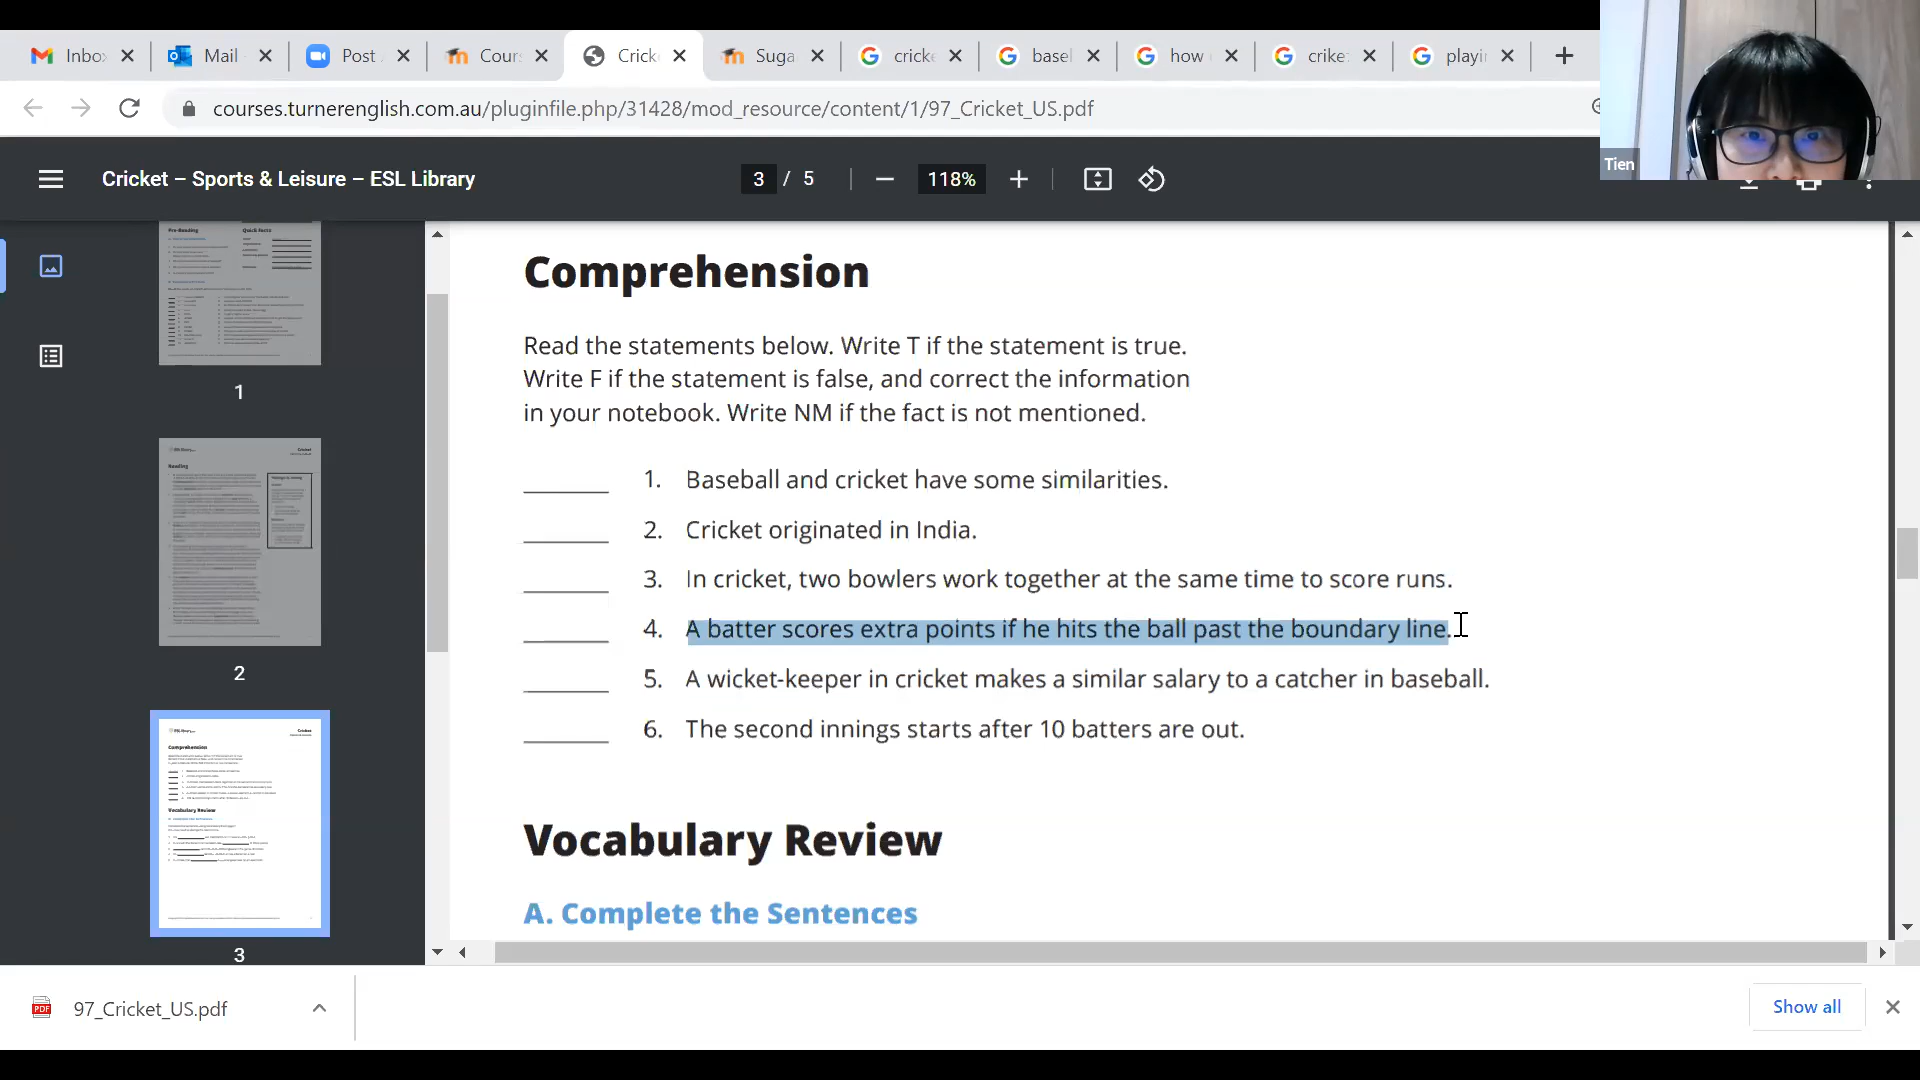 Inbo
Mail
Post
Cour
Crick
Suga
cricke
basel
how
crike
playi
courses.turnerenglish.com.au/pluginfile.php/31428/mod_resource/content/1/97_Cricket_US.pdf
Tien
Cricket – Sports & Leisure – ESL Library
3 / 5
118%
1
2
3
Comprehension
Read the statements below. Write T if the statement is true.
Write F if the statement is false, and correct the information
in your notebook. Write NM if the fact is not mentioned.
1. Baseball and cricket have some similarities.
2. Cricket originated in India.
3. In cricket, two bowlers work together at the same time to score runs.
4. A batter scores extra points if he hits the ball past the boundary line.
5. A wicket-keeper in cricket makes a similar salary to a catcher in baseball.
6. The second innings starts after 10 batters are out.
Vocabulary Review
A. Complete the Sentences
97_Cricket_US.pdf
Show all